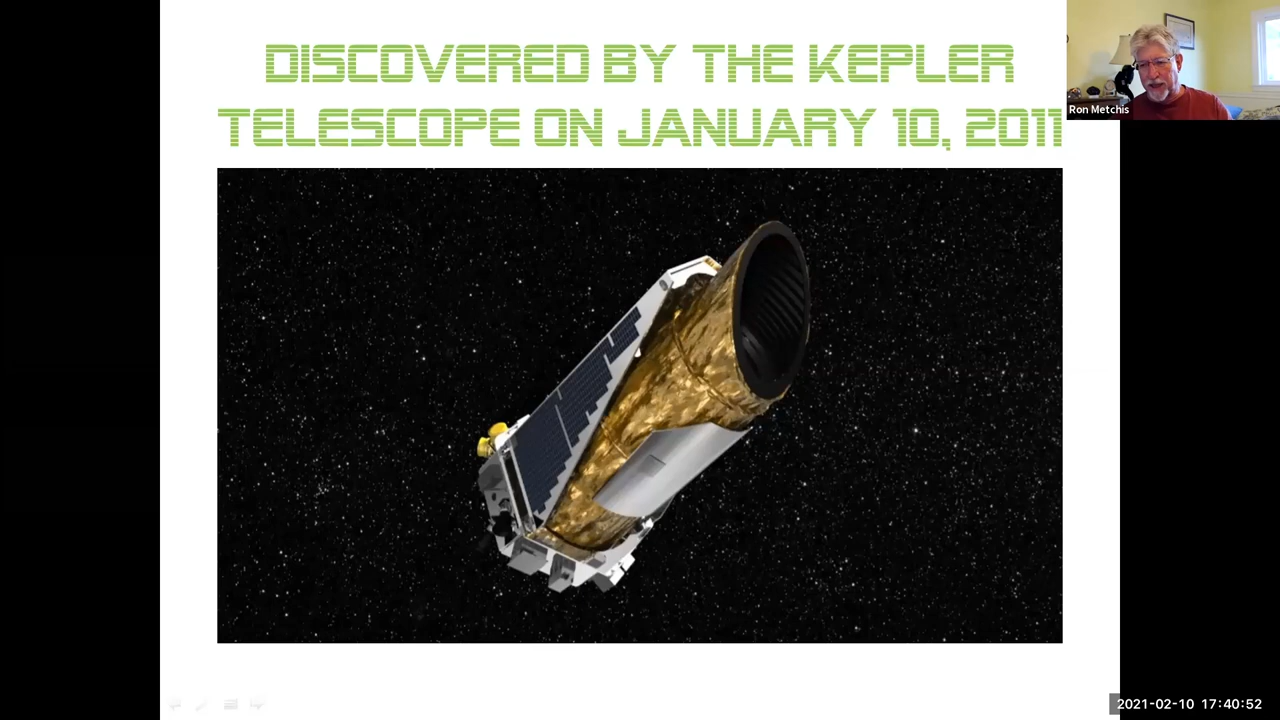 DISCOVERED BY THE KEPLER
TELESCOPE ON JANUARY 10, 2011
Ron Metchis
2021-02-10 17:40:52